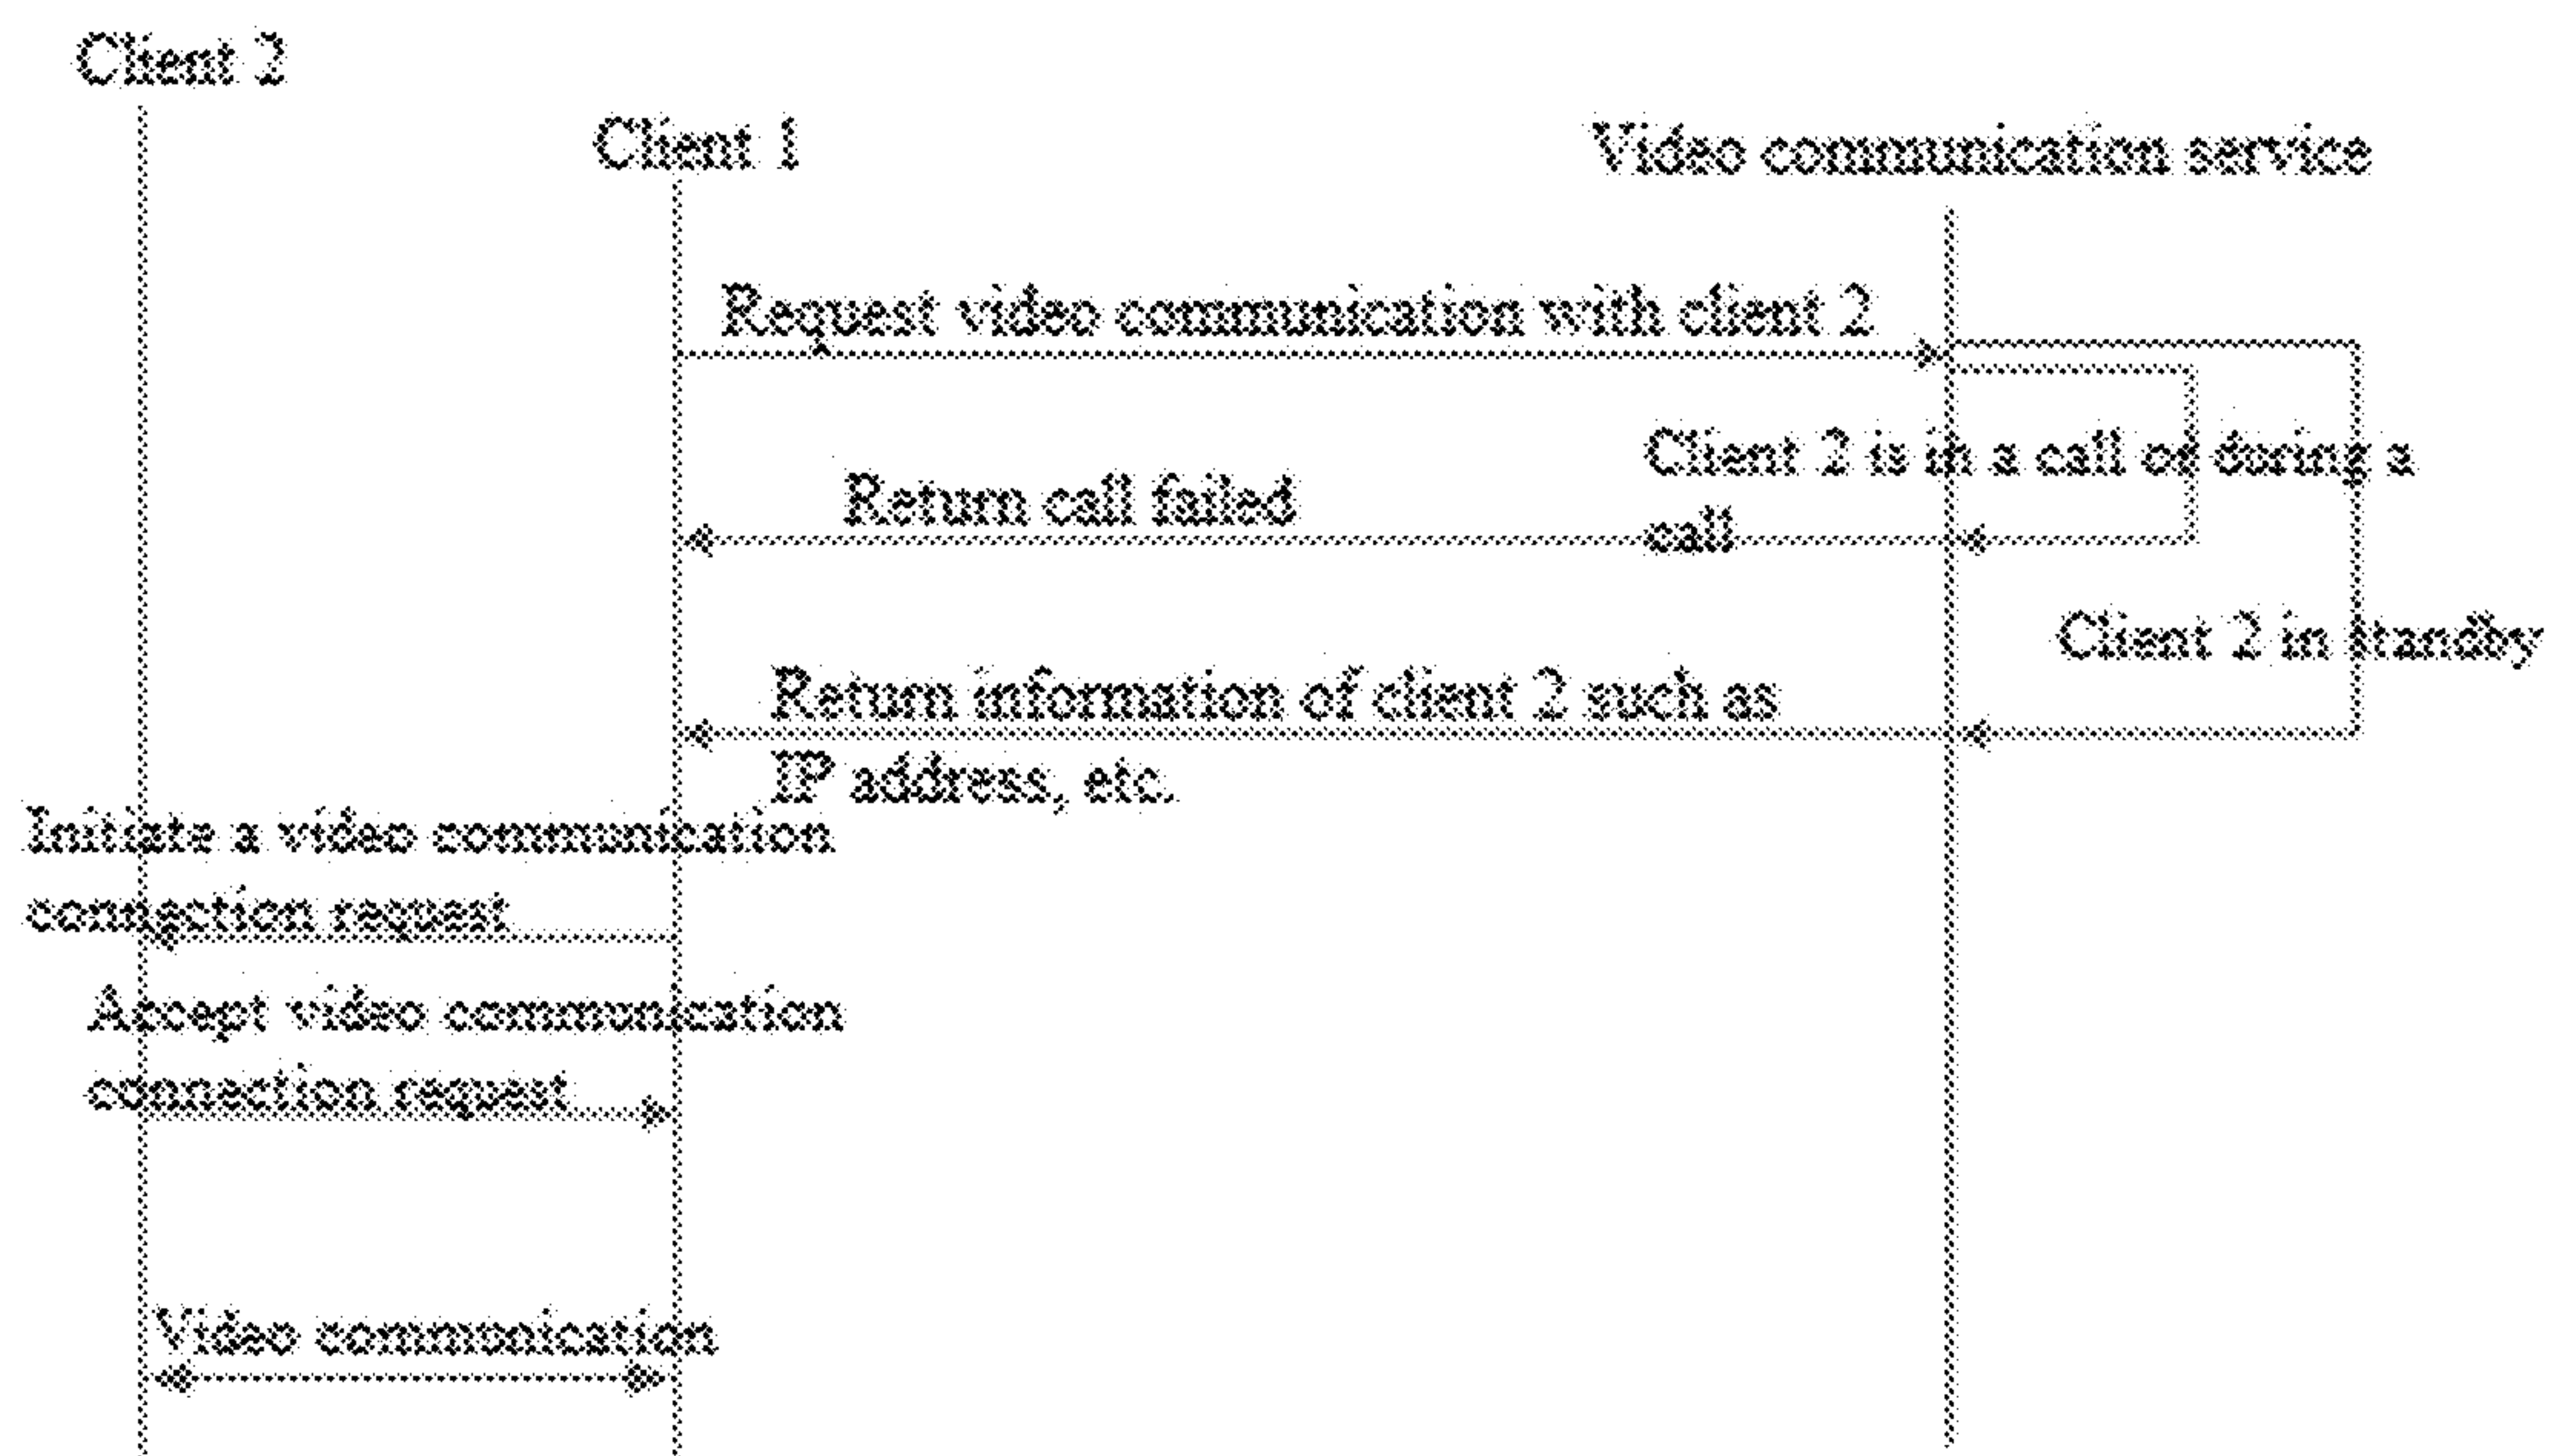 Client 2
Client 1
Video communication service
Request video communication with client 2
Client 2 is in a call or during a
call
Return call failed
Client 2 in standby
Return information of client 2 such as
IP address, etc.
Initiate a video communication
connection request
Accept video communication
connection request
Video communication